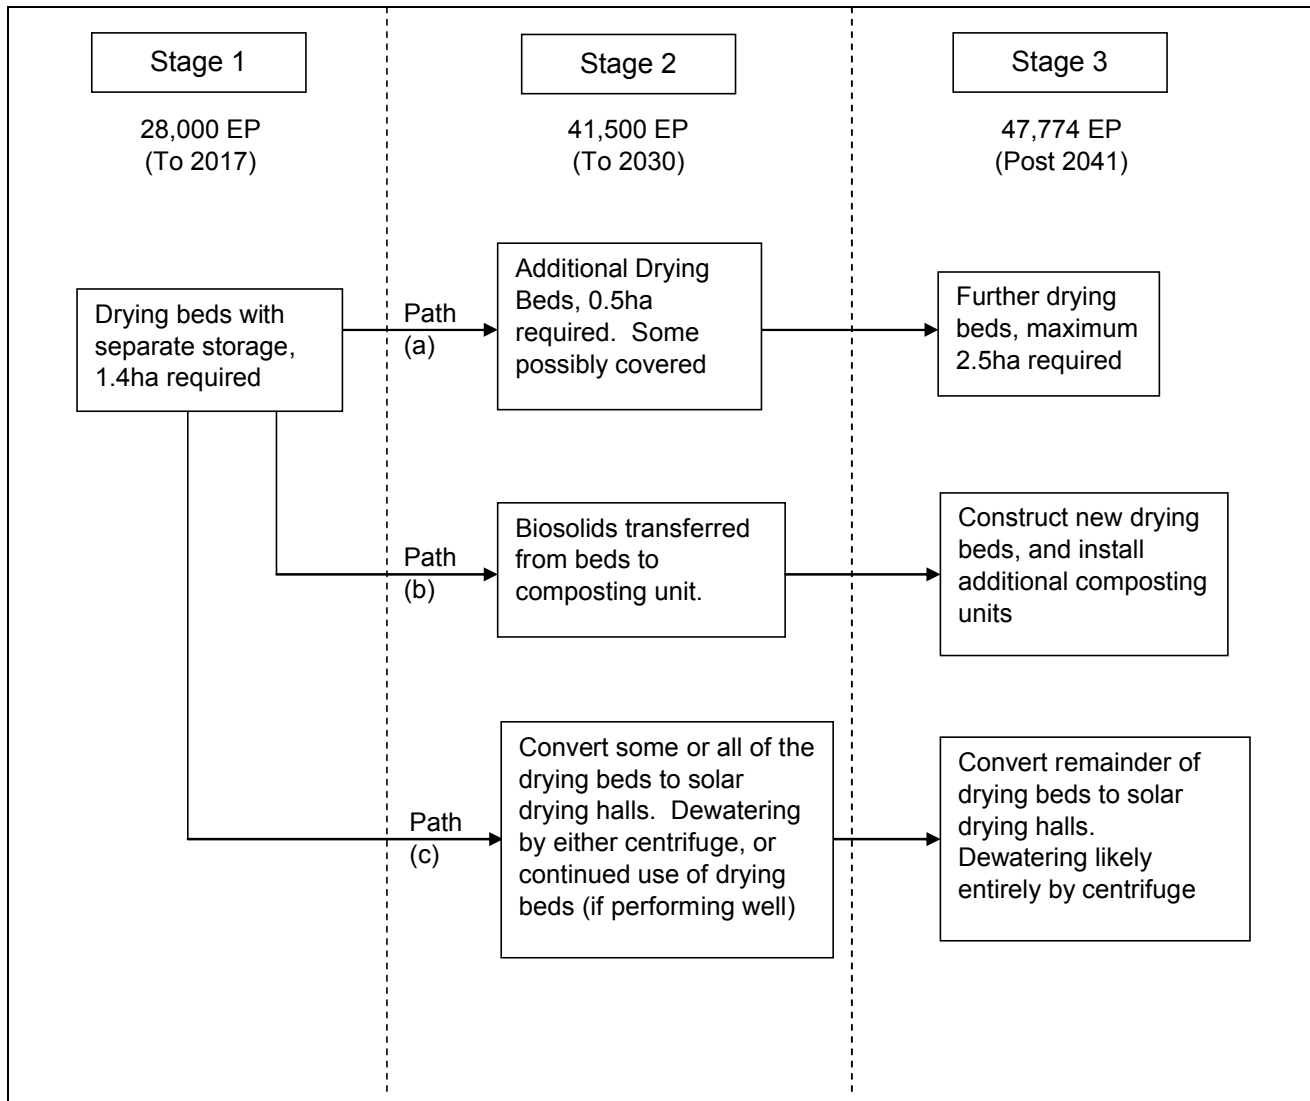 Stage 1
Stage 2
Stage 3
28,000 EP
(To 2017)
41,500 EP
(To 2030)
47,774 EP
(Post 2041)
Drying beds with
separate storage,
1.4ha required
Path
(a)
Additional Drying
Beds, 0.5ha
required. Some
possibly covered
Further drying
beds, maximum
2.5ha required
Path
(b)
Biosolids transferred
from beds to
composting unit.
Construct new drying
beds, and install
additional composting
units
Path
(c)
Convert some or all of the
drying beds to solar
drying halls. Dewatering
by either centrifuge, or
continued use of drying
beds (if performing well)
Convert remainder of
drying beds to solar
drying halls.
Dewatering likely
entirely by centrifuge